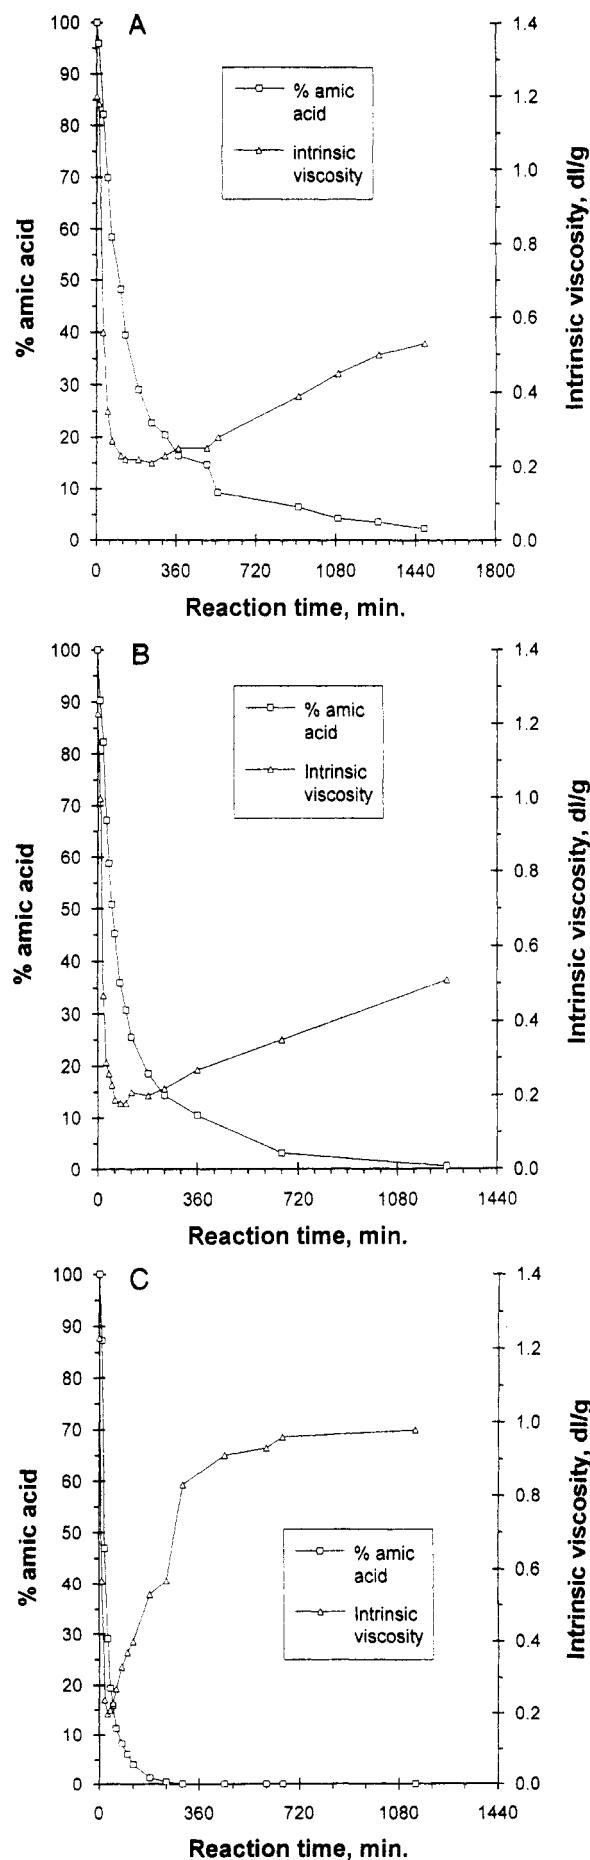 A
100
90
80
70
60
50
40
30
20
10
0
% amic acid
% amic
acid
intrinsic
viscosity
1.4
1.2
1.0
0.8
0.6
0.4
0.2
0.0
Intrinsic viscosity, dl/g
0 360 720 1080 1440 1800
Reaction time, min.
B
100
90
80
70
60
50
40
30
20
10
0
% amic acid
% amic
acid
Intrinsic
viscosity
1.4
1.2
1.0
0.8
0.6
0.4
0.2
0.0
Intrinsic viscosity, dl/g
0 360 720 1080 1440
Reaction time, min.
C
100
90
80
70
60
50
40
30
20
10
0
% amic acid
% amic
acid
Intrinsic
viscosity
1.4
1.2
1.0
0.8
0.6
0.4
0.2
0.0
Intrinsic viscosity, dl/g
0 360 720 1080 1440
Reaction time, min.